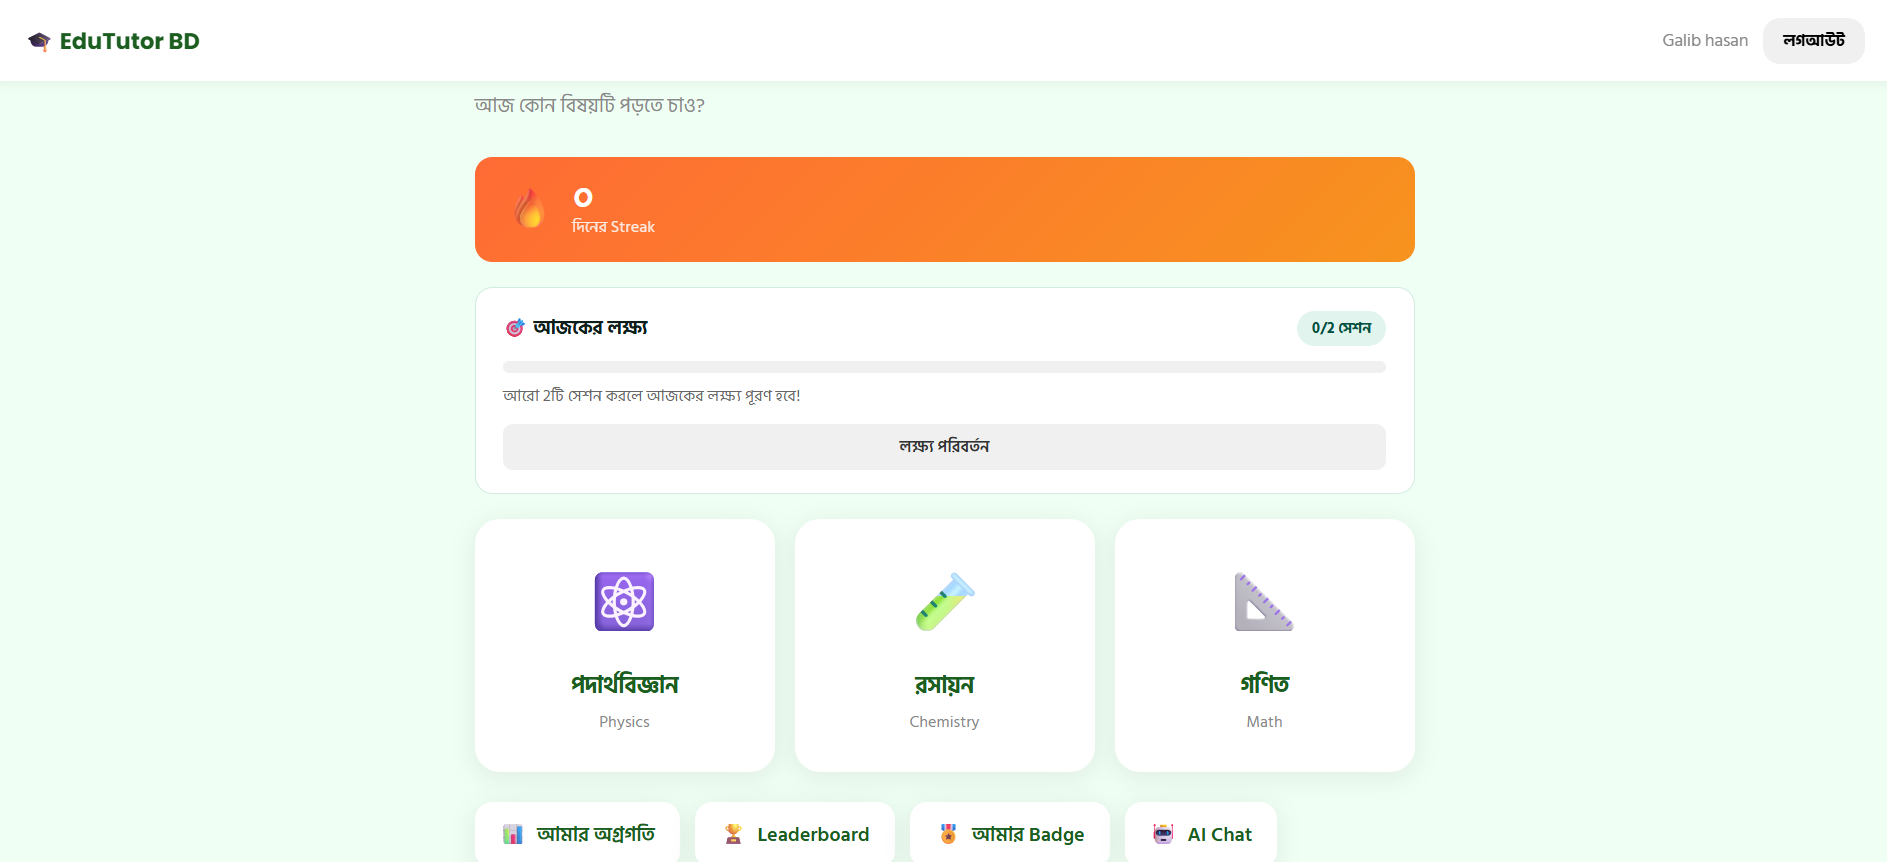 EduTutor BD
Galib hasan
লগআউট
আজ কোন বিষয়টি পড়তে চাও?
0
দিনের Streak
আজকের লক্ষ্য
0/2 সেশন
আরো 2টি সেশন করলে আজকের লক্ষ্য পূরণ হবে!
লক্ষ্য পরিবর্তন
পদার্থবিজ্ঞান
Physics
রসায়ন
Chemistry
গণিত
Math
আমার অগ্রগতি
Leaderboard
আমার Badge
AI Chat